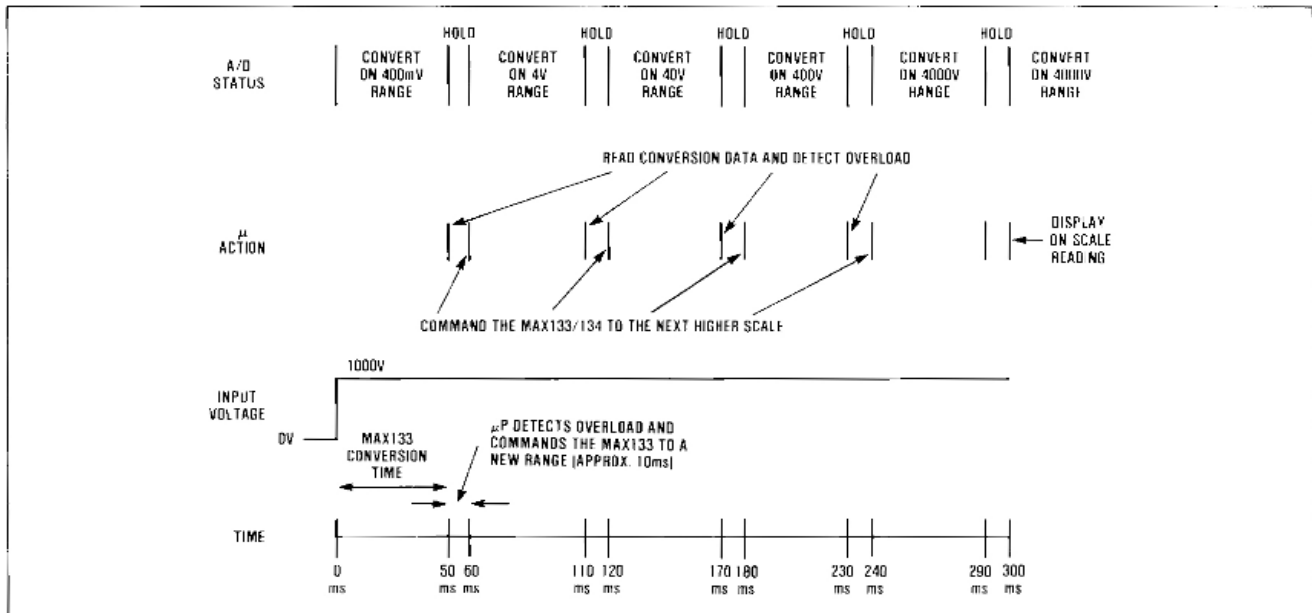 HOLD HOLD HOLD HOLD HOLD
A/D
STATUS
CONVERT
ON 400mV
RANGE
CONVERT
ON 4V
RANGE
CONVERT
ON 40V
RANGE
CONVERT
ON 400V
RANGE
CONVERT
ON 4000V
RANGE
CONVERT
ON 4000V
RANGE
READ CONVERSION DATA AND DETECT OVERLOAD
μ
ACTION
DISPLAY
ON SCALE
READING
COMMAND THE MAX133/134 TO THE NEXT HIGHER SCALE
1000V
INPUT
VOLTAGE
0V
MAX133
CONVERSION
TIME
μP DETECTS OVERLOAD AND
COMMANDS THE MAX133 TO A
NEW RANGE (APPROX. 10ms)
TIME
0 50 60 110 120 170 180 230 240 290 300
ms ms ms ms ms ms ms ms ms ms ms